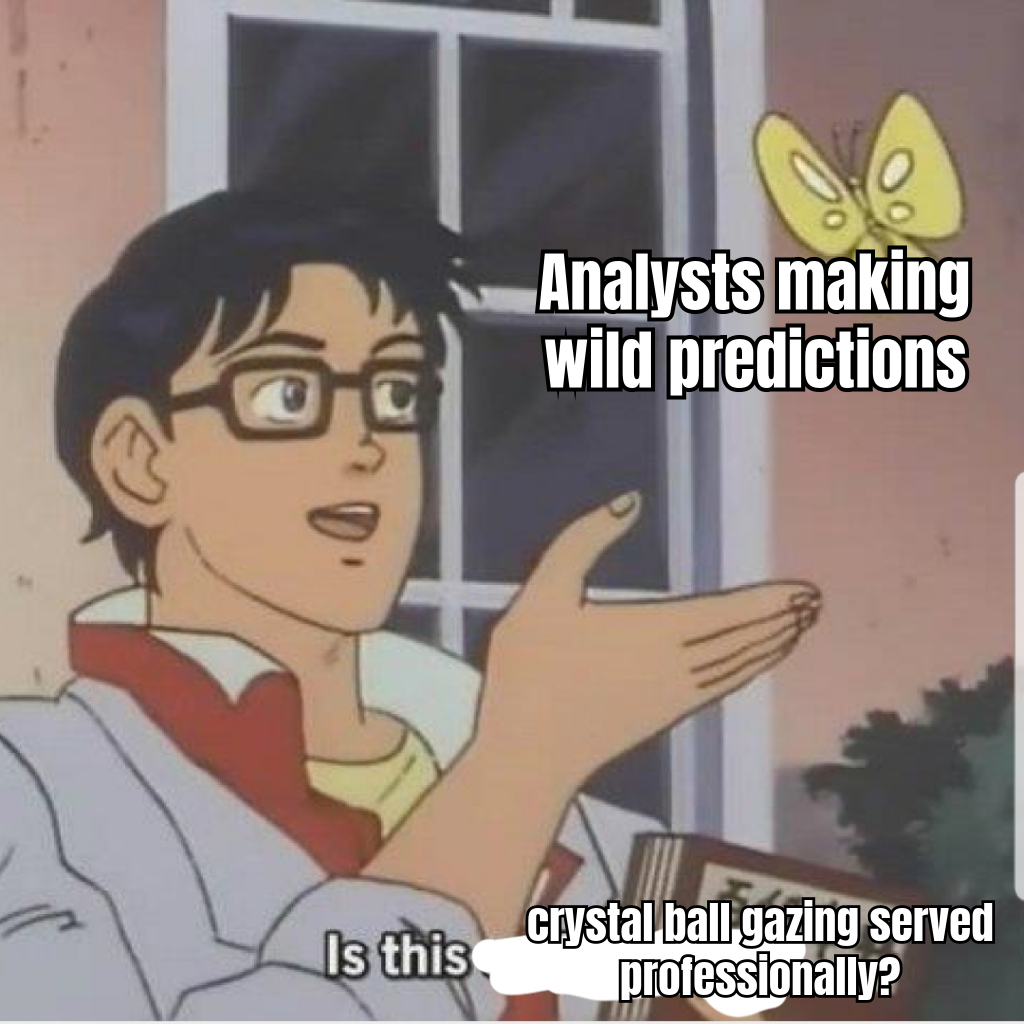 Analysts making
wild predictions
crystal ball gazing served
Is this
professionally?